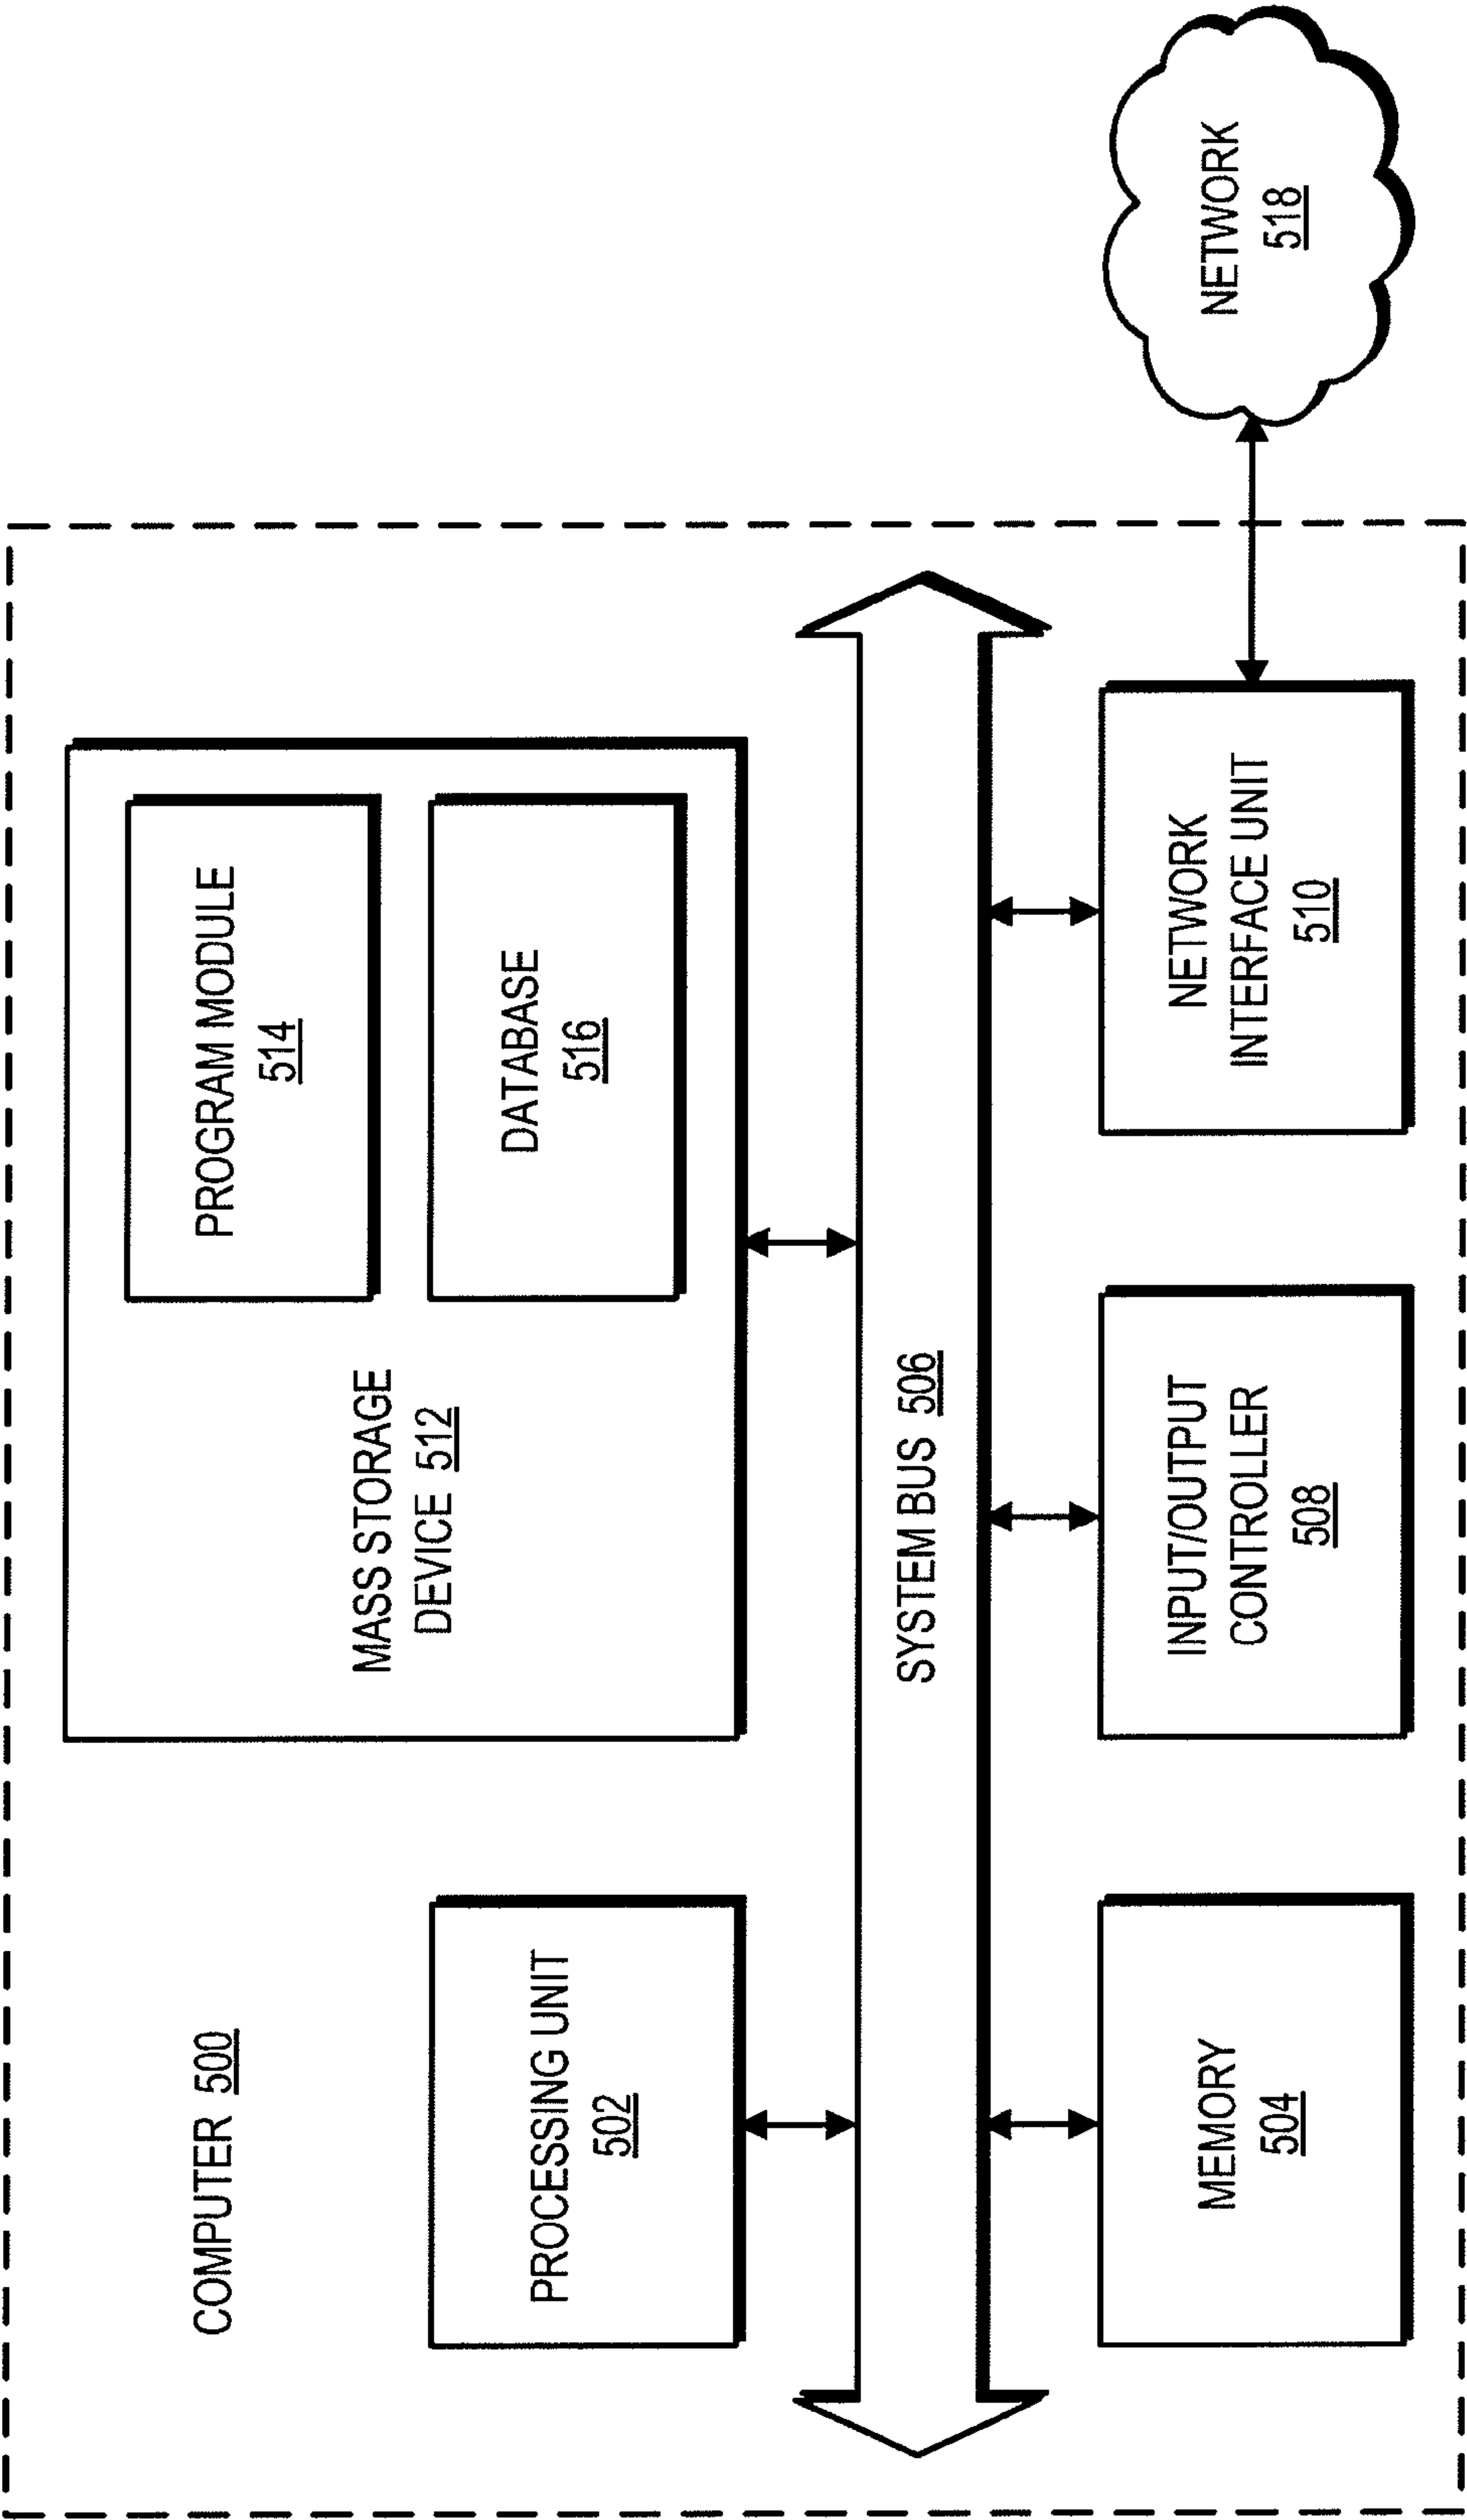 COMPUTER 500
PROCESSING UNIT
502
MASS STORAGE
DEVICE 512
PROGRAM MODULE
514
DATABASE
516
SYSTEM BUS 506
MEMORY
504
INPUT/OUTPUT
CONTROLLER
508
NETWORK
INTERFACE UNIT
510
NETWORK
518